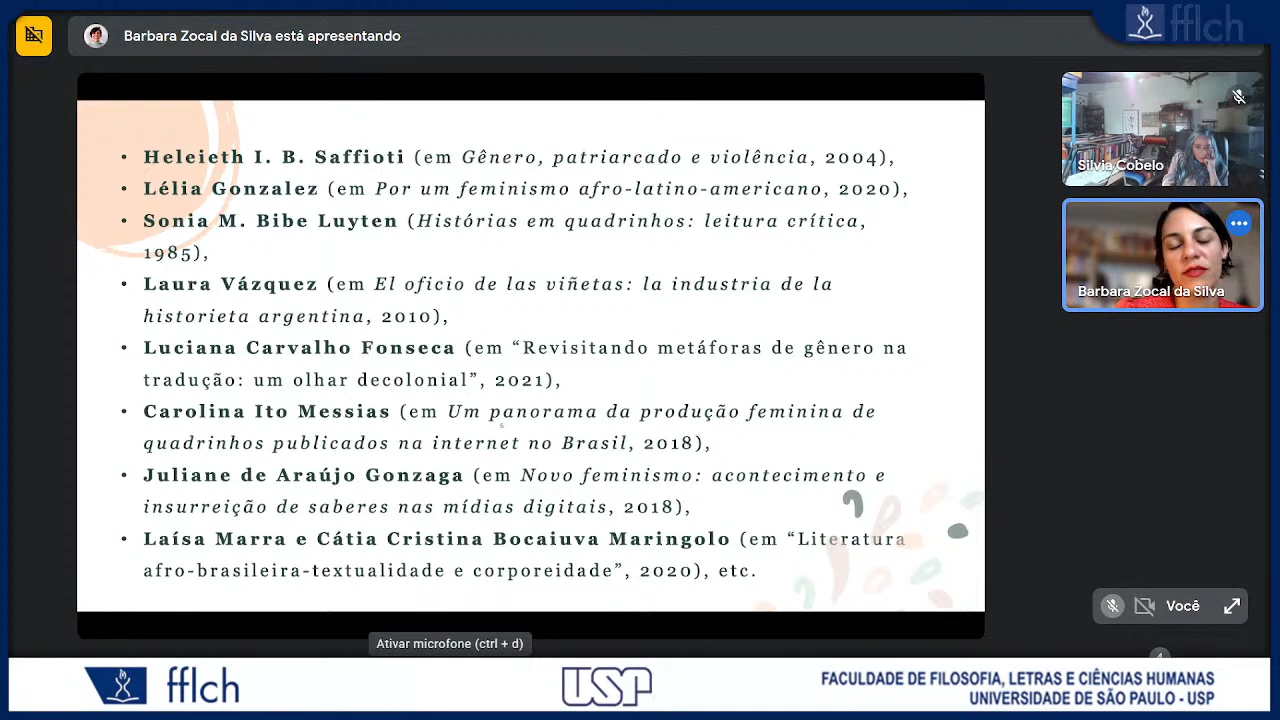 Barbara Zocal da Silva está apresentando
fflch
Heleieth I. B. Saffioti (em Gênero, patriarcado e violência, 2004),
Lélia Gonzalez (em Por um feminismo afro-latino-americano, 2020),
Sonia M. Bibe Luyten (Histórias em quadrinhos: leitura crítica,
1985),
Laura Vázquez (em El oficio de las viñetas: la industria de la
historieta argentina, 2010),
Luciana Carvalho Fonseca (em “Revisitando metáforas de gênero na
tradução: um olhar decolonial”, 2021),
Carolina Ito Messias (em Um panorama da produção feminina de
quadrinhos publicados na internet no Brasil, 2018),
Juliane de Araújo Gonzaga (em Novo feminismo: acontecimento e
insurreição de saberes nas mídias digitais, 2018),
Laísa Marra e Cátia Cristina Bocaiuva Maringolo (em “Literatura
afro-brasileira-textualidade e corporeidade”, 2020), etc.
6
Silvia Cobelo
Barbara Zocal da Silva
Você
Ativar microfone (ctrl + d)
4
fflch
USP
FACULDADE DE FILOSOFIA, LETRAS E CIÊNCIAS HUMANAS
UNIVERSIDADE DE SÃO PAULO - USP